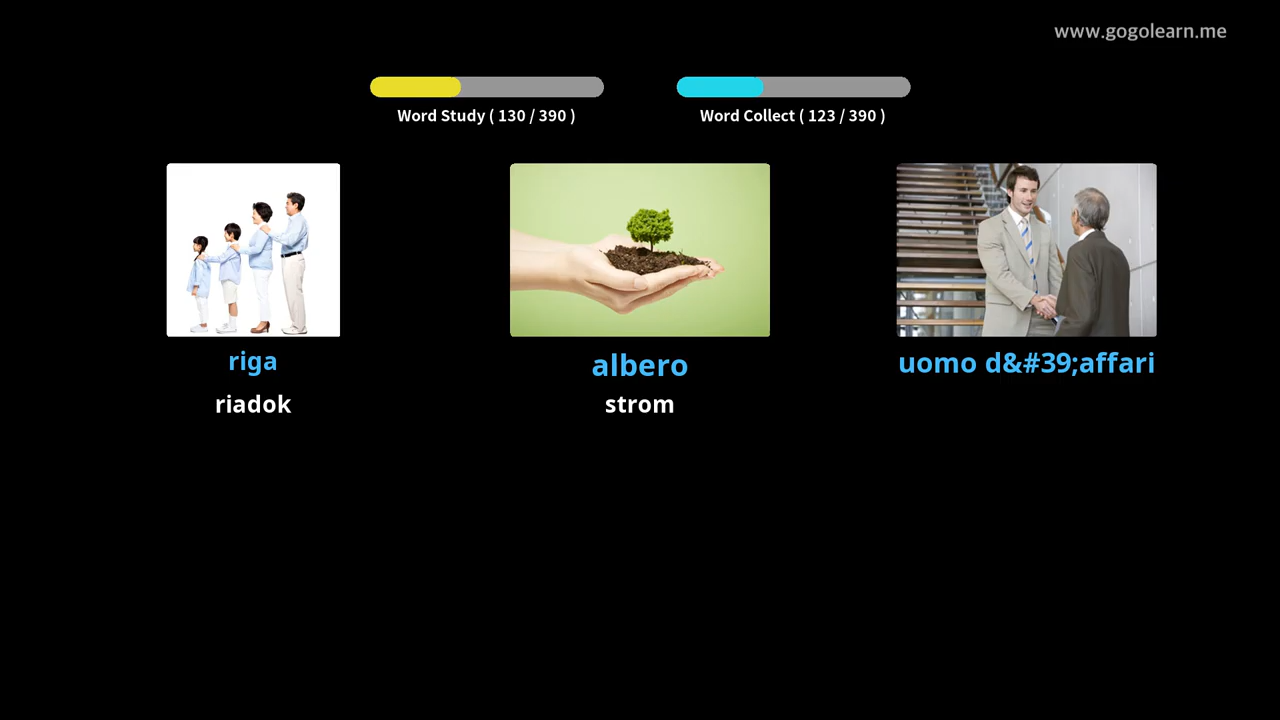 www.gogolearn.me
Word Study ( 130 / 390 )
Word Collect ( 123 / 390 )
riga
albero
uomo d&#39;affari
riadok
strom